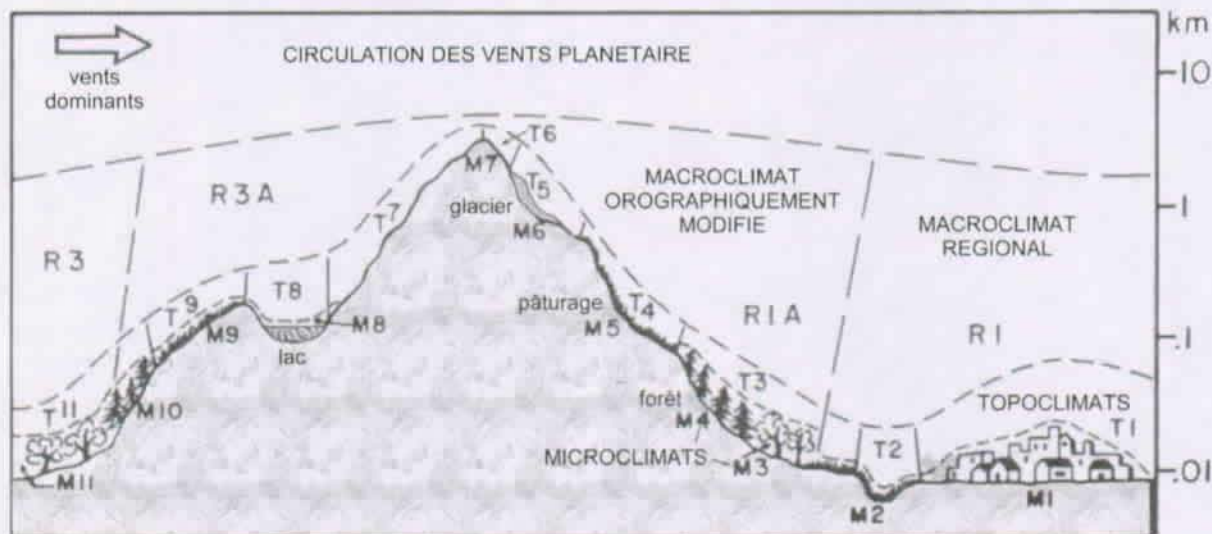 km
CIRCULATION DES VENTS PLANETAIRE
vents
dominants
10
T6
M7
R3A
MACROCLIMAT
OROGRAPHIQUEMENT
MODIFIE
T5
glacier
T7
1
MACROCLIMAT
REGIONAL
M6
R3
T8
pâturage
T4
T9
M9
M8
M5
R1A
R1
.1
lac
T3
TOPOCLIMATS
T11
M10
forêt
M4
T2
T1
MICROCLIMATS
M3
M11
.01
M2
M1